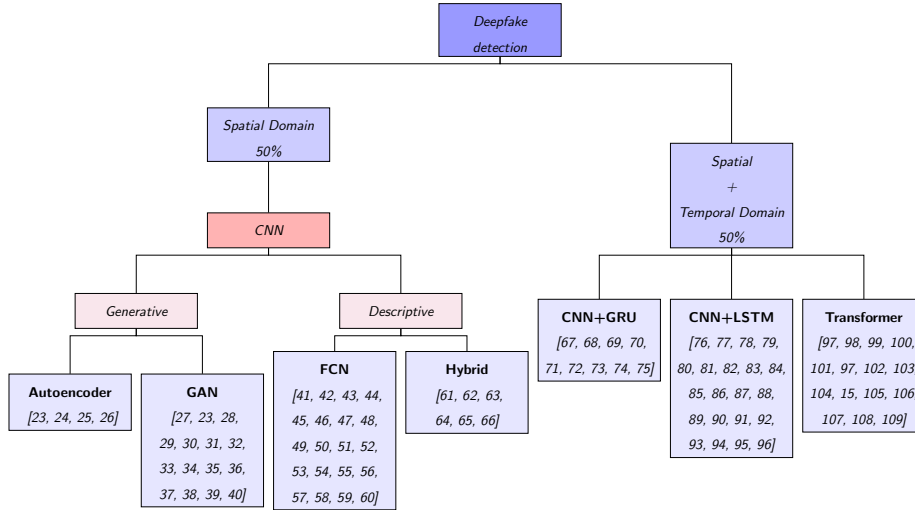 Deepfake
detection
Spatial Domain
50%
Spatial
+
Temporal Domain
50%
CNN
Generative
Descriptive
Autoencoder
[23, 24, 25, 26]
GAN
[27, 23, 28,
29, 30, 31, 32,
33, 34, 35, 36,
37, 38, 39, 40]
FCN
[41, 42, 43, 44,
45, 46, 47, 48,
49, 50, 51, 52,
53, 54, 55, 56,
57, 58, 59, 60]
Hybrid
[61, 62, 63,
64, 65, 66]
CNN+GRU
[67, 68, 69, 70,
71, 72, 73, 74, 75]
CNN+LSTM
[76, 77, 78, 79,
80, 81, 82, 83, 84,
85, 86, 87, 88,
89, 90, 91, 92,
93, 94, 95, 96]
Transformer
[97, 98, 99, 100,
101, 97, 102, 103,
104, 15, 105, 106,
107, 108, 109]